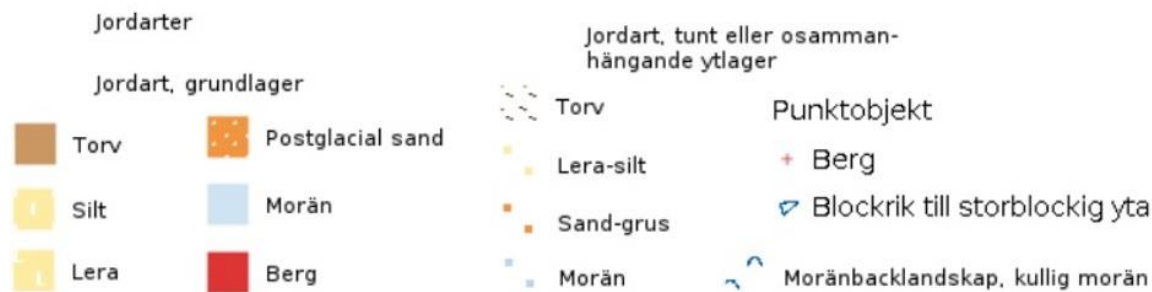 Jordarter
Jordart, grundlager
Torv
Silt
Lera
Postglacial sand
Morän
Berg
Jordart, tunt eller osamman-
hängande ytlager
Torv
Lera-silt
Sand-grus
Morän
Punktobjekt
Berg
Blockrik till storblockig yta
Moränbacklandskap, kullig morän